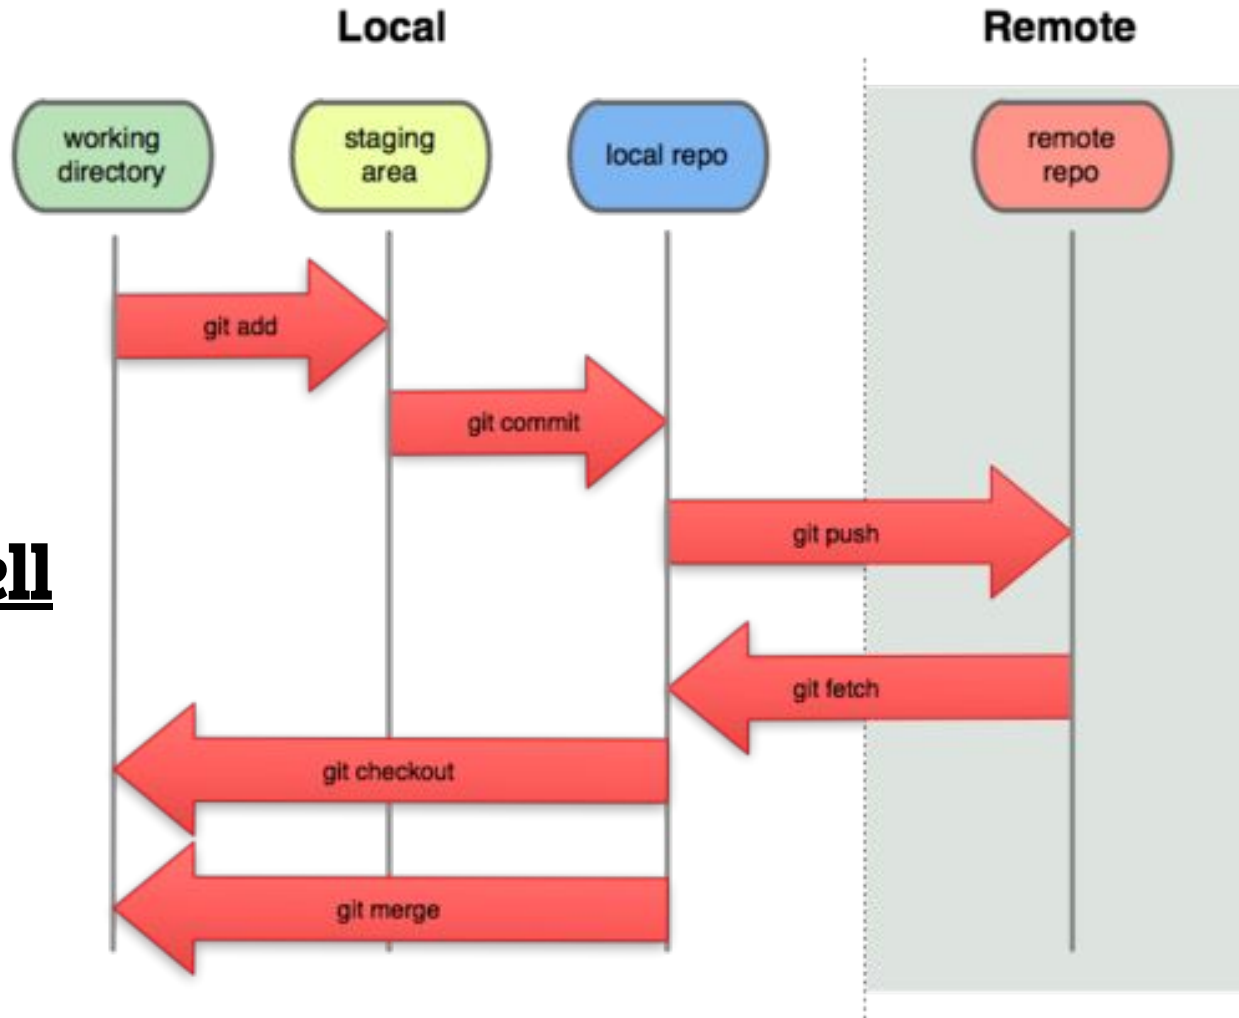 Local
Remote
working
directory
staging
area
local repo
remote
repo
git add
git commit
git push
ell
git fetch
git checkout
git merge